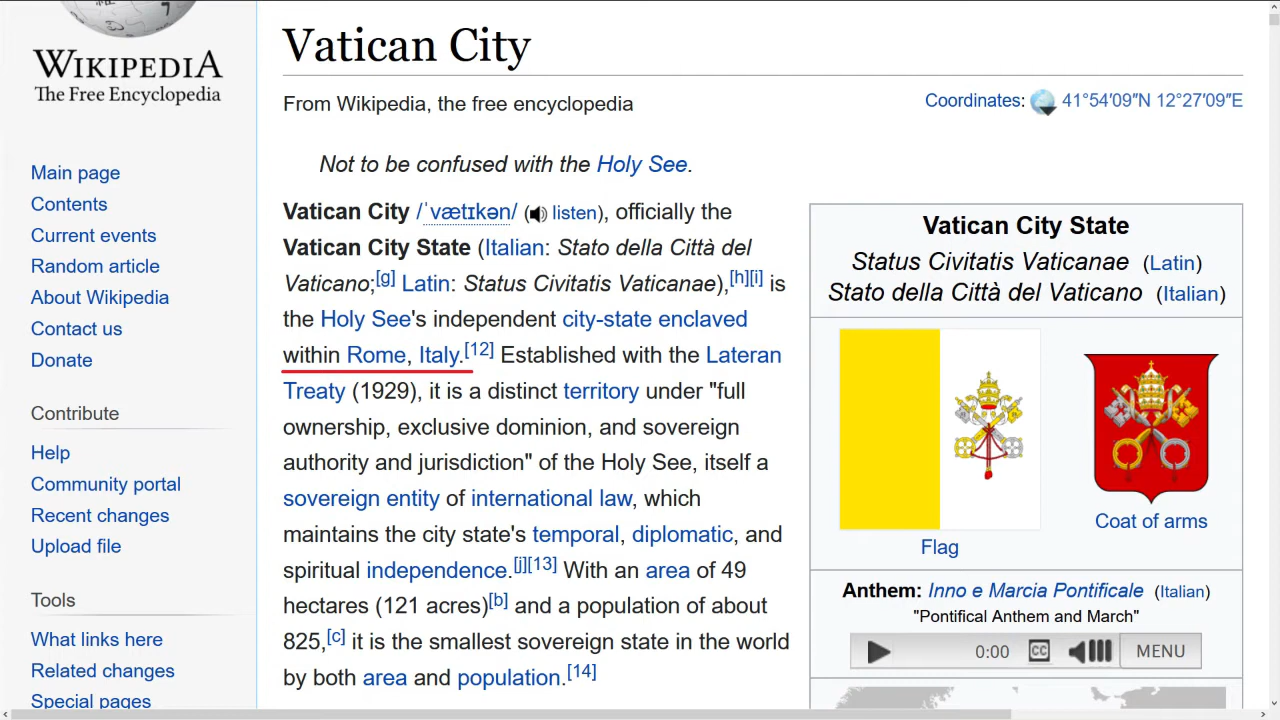 WIKIPEDIA
The Free Encyclopedia
Main page
Contents
Current events
Random article
About Wikipedia
Contact us
Donate
Contribute
Help
Community portal
Recent changes
Upload file
Tools
What links here
Related changes
Special pages
Vatican City
From Wikipedia, the free encyclopedia
Coordinates: 41°54′09″N 12°27′09″E
Not to be confused with the Holy See.
Vatican City /ˈvætɪkən/ (listen), officially the
Vatican City State (Italian: Stato della Città del
Vaticano;[g] Latin: Status Civitatis Vaticanae),[h][i] is
the Holy See's independent city-state enclaved
within Rome, Italy.[12] Established with the Lateran
Treaty (1929), it is a distinct territory under "full
ownership, exclusive dominion, and sovereign
authority and jurisdiction" of the Holy See, itself a
sovereign entity of international law, which
maintains the city state's temporal, diplomatic, and
spiritual independence.[j][13] With an area of 49
hectares (121 acres)[b] and a population of about
825,[c] it is the smallest sovereign state in the world
by both area and population.[14]
Vatican City State
Status Civitatis Vaticanae (Latin)
Stato della Città del Vaticano (Italian)
Flag
Coat of arms
Anthem: Inno e Marcia Pontificale (Italian)
"Pontifical Anthem and March"
0:00 CC MENU